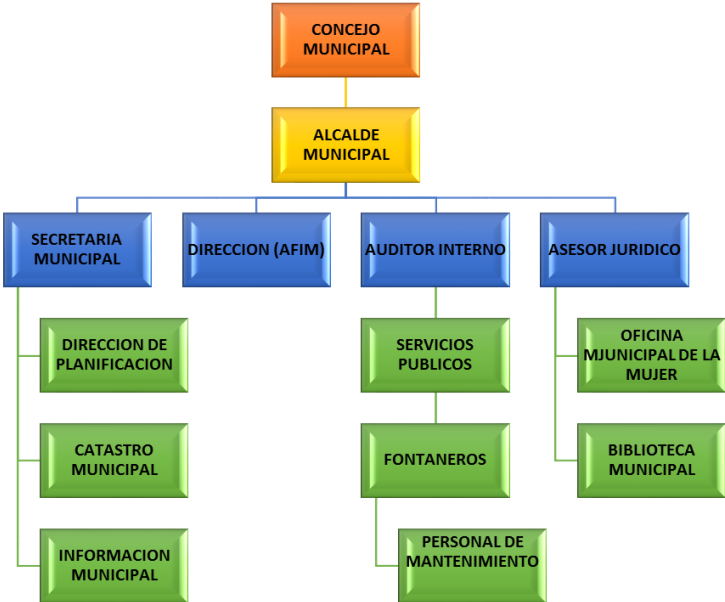 CONCEJO
MUNICIPAL
ALCALDE
MUNICIPAL
SECRETARIA
MUNICIPAL
DIRECCION (AFIM)
AUDITOR INTERNO
ASESOR JURIDICO
DIRECCION DE
PLANIFICACION
SERVICIOS
PUBLICOS
OFICINA
MJUNICIPAL DE LA
MUJER
CATASTRO
MUNICIPAL
FONTANEROS
BIBLIOTECA
MUNICIPAL
INFORMACION
MUNICIPAL
PERSONAL DE
MANTENIMIENTO